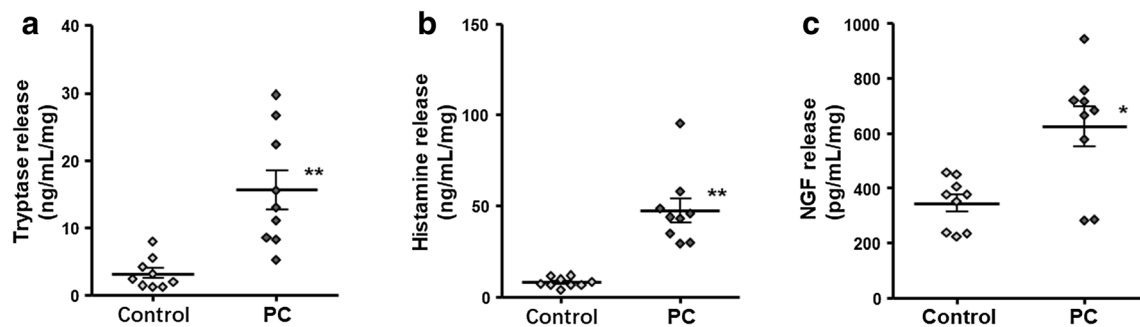 a
Tryptase release
(ng/mL/mg)
40
30
20
10
0
**
Control
PC
b
Histamine release
(ng/mL/mg)
150
100
50
0
**
Control
PC
c
NGF release
(pg/mL/mg)
1000
800
600
400
200
0
*
Control
PC